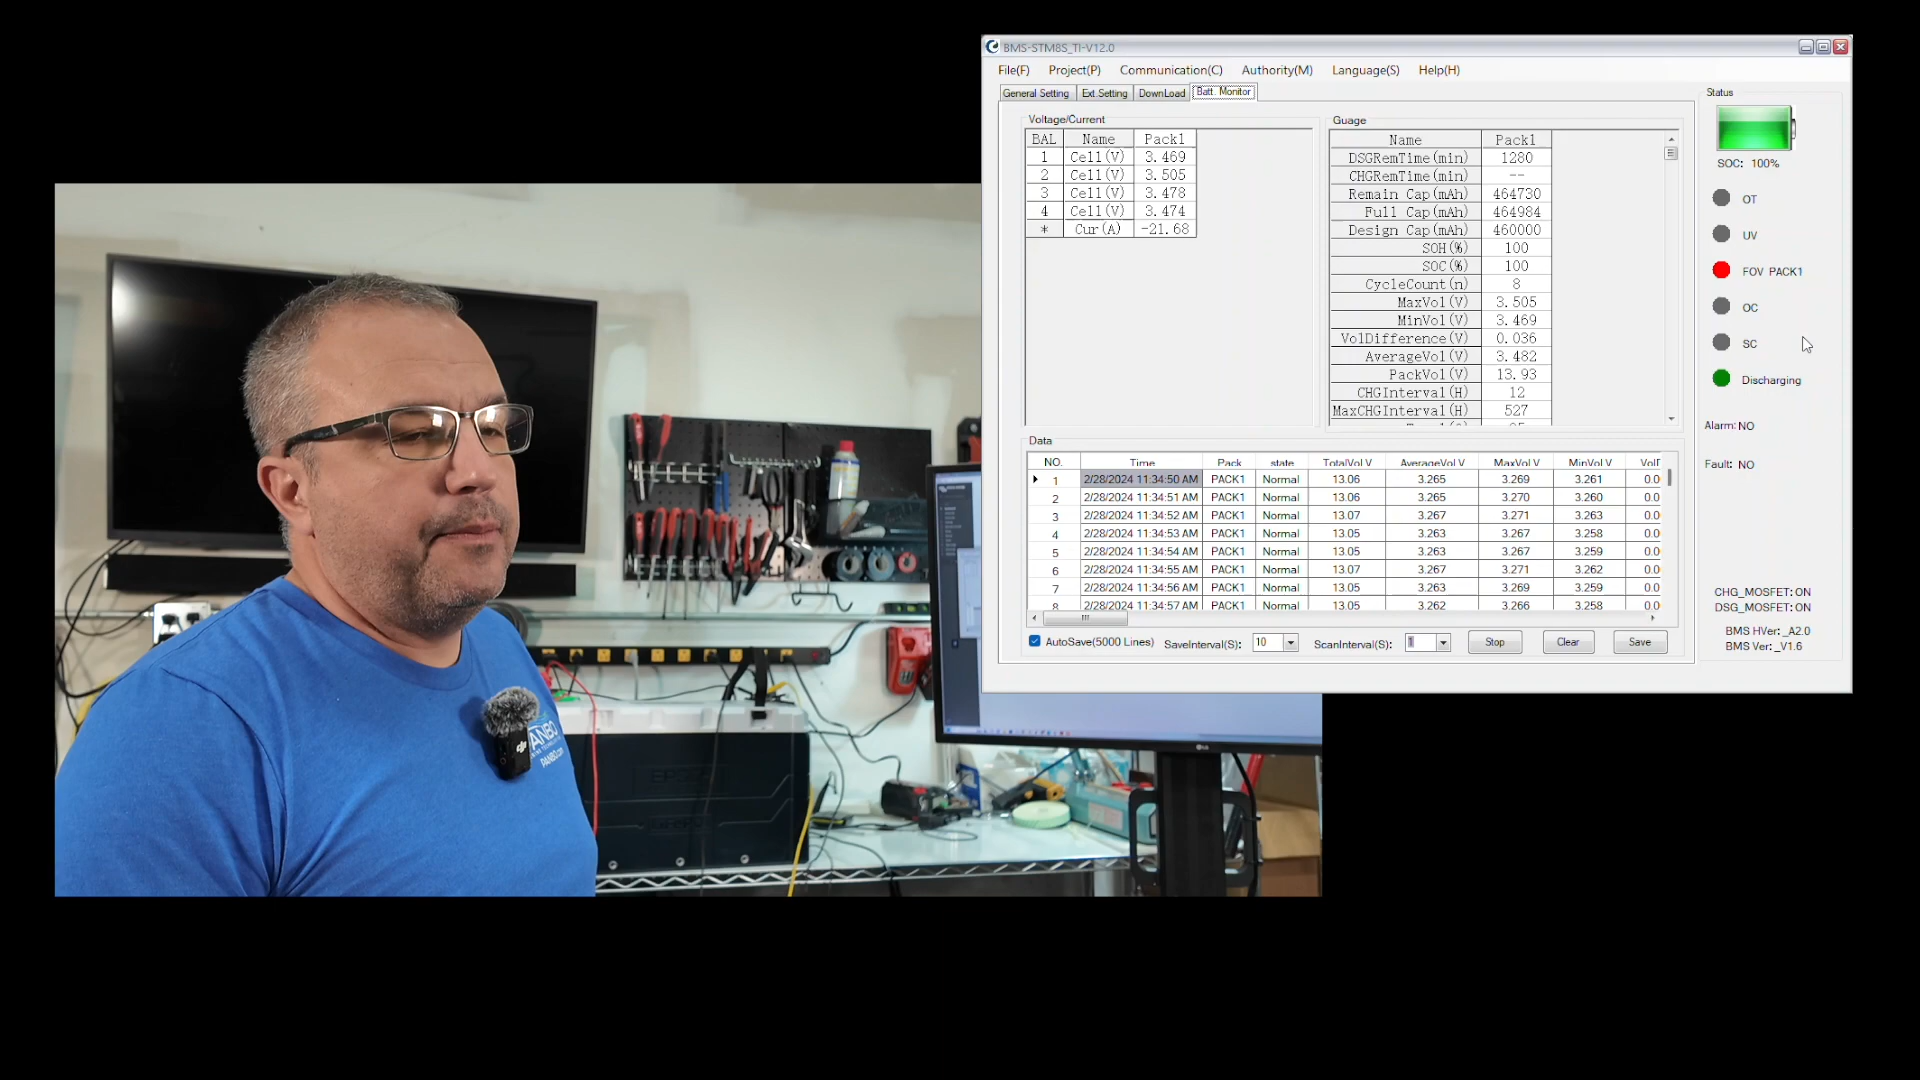 BMS-STM8S_TI-V12.0
File(F) Project(P) Communication(C) Authority(M) Language(S) Help(H)
General Setting Ext.Setting DownLoad Batt. Monitor
Voltage/Current
BAL Name Pack1
1 Cell(V) 3.469
2 Cell(V) 3.505
3 Cell(V) 3.478
4 Cell(V) 3.474
* Cur(A) -21.68
Guage
Name Pack1
DSGRemTime(min) 1280
CHGRemTime(min) --
Remain Cap(mAh) 464730
Full Cap(mAh) 464984
Design Cap(mAh) 460000
SOH(%) 100
SOC(%) 100
CycleCount(n) 8
MaxVol(V) 3.505
MinVol(V) 3.469
VolDifference(V) 0.036
AverageVol(V) 3.482
PackVol(V) 13.93
CHGInterval(H) 12
MaxCHGInterval(H) 527
Status
SOC: 100%
OT
UV
FOV PACK1
OC
SC
Discharging
Alarm: NO
Fault: NO
CHG_MOSFET: ON
DSG_MOSFET: ON
BMS HVer: _A2.0
BMS Ver: _V1.6
Data
NO. Time Pack state TotalVol V AverageVol V MaxVol V MinVol V
1 2/28/2024 11:34:50 AM PACK1 Normal 13.06 3.265 3.269 3.261 0.0
2 2/28/2024 11:34:51 AM PACK1 Normal 13.06 3.265 3.270 3.260 0.0
3 2/28/2024 11:34:52 AM PACK1 Normal 13.07 3.267 3.271 3.263 0.0
4 2/28/2024 11:34:53 AM PACK1 Normal 13.05 3.263 3.267 3.258 0.0
5 2/28/2024 11:34:54 AM PACK1 Normal 13.05 3.263 3.267 3.259 0.0
6 2/28/2024 11:34:55 AM PACK1 Normal 13.07 3.267 3.271 3.262 0.0
7 2/28/2024 11:34:56 AM PACK1 Normal 13.05 3.263 3.269 3.259 0.0
8 2/28/2024 11:34:57 AM PACK1 Normal 13.05 3.262 3.266 3.258 0.0
AutoSave(5000 Lines) SaveInterval(S): 10 ScanInterval(S): 1 Stop Clear Save
PANBO.com
dji
LG